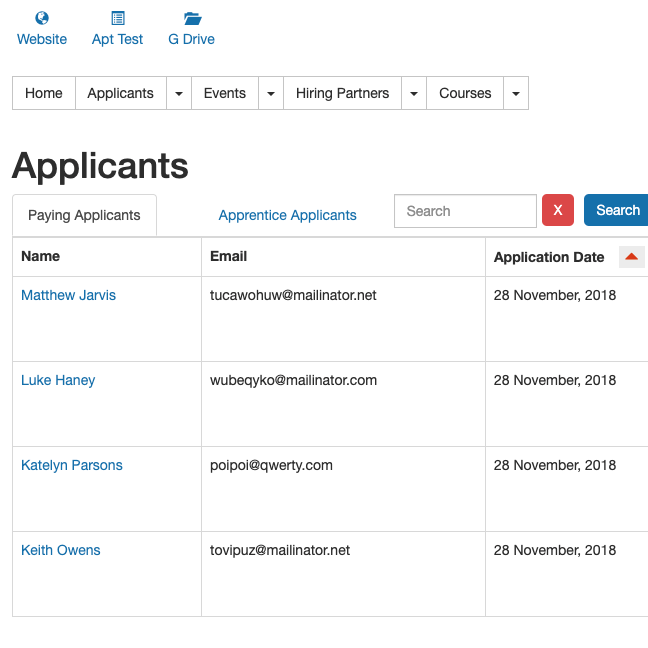 Website Apt Test G Drive
Home Applicants Events Hiring Partners Courses
Applicants
Paying Applicants Apprentice Applicants Search X Search
Name Email Application Date
Matthew Jarvis tucawohuw@mailinator.net 28 November, 2018
Luke Haney wubeqyko@mailinator.com 28 November, 2018
Katelyn Parsons poipoi@qwerty.com 28 November, 2018
Keith Owens tovipuz@mailinator.net 28 November, 2018